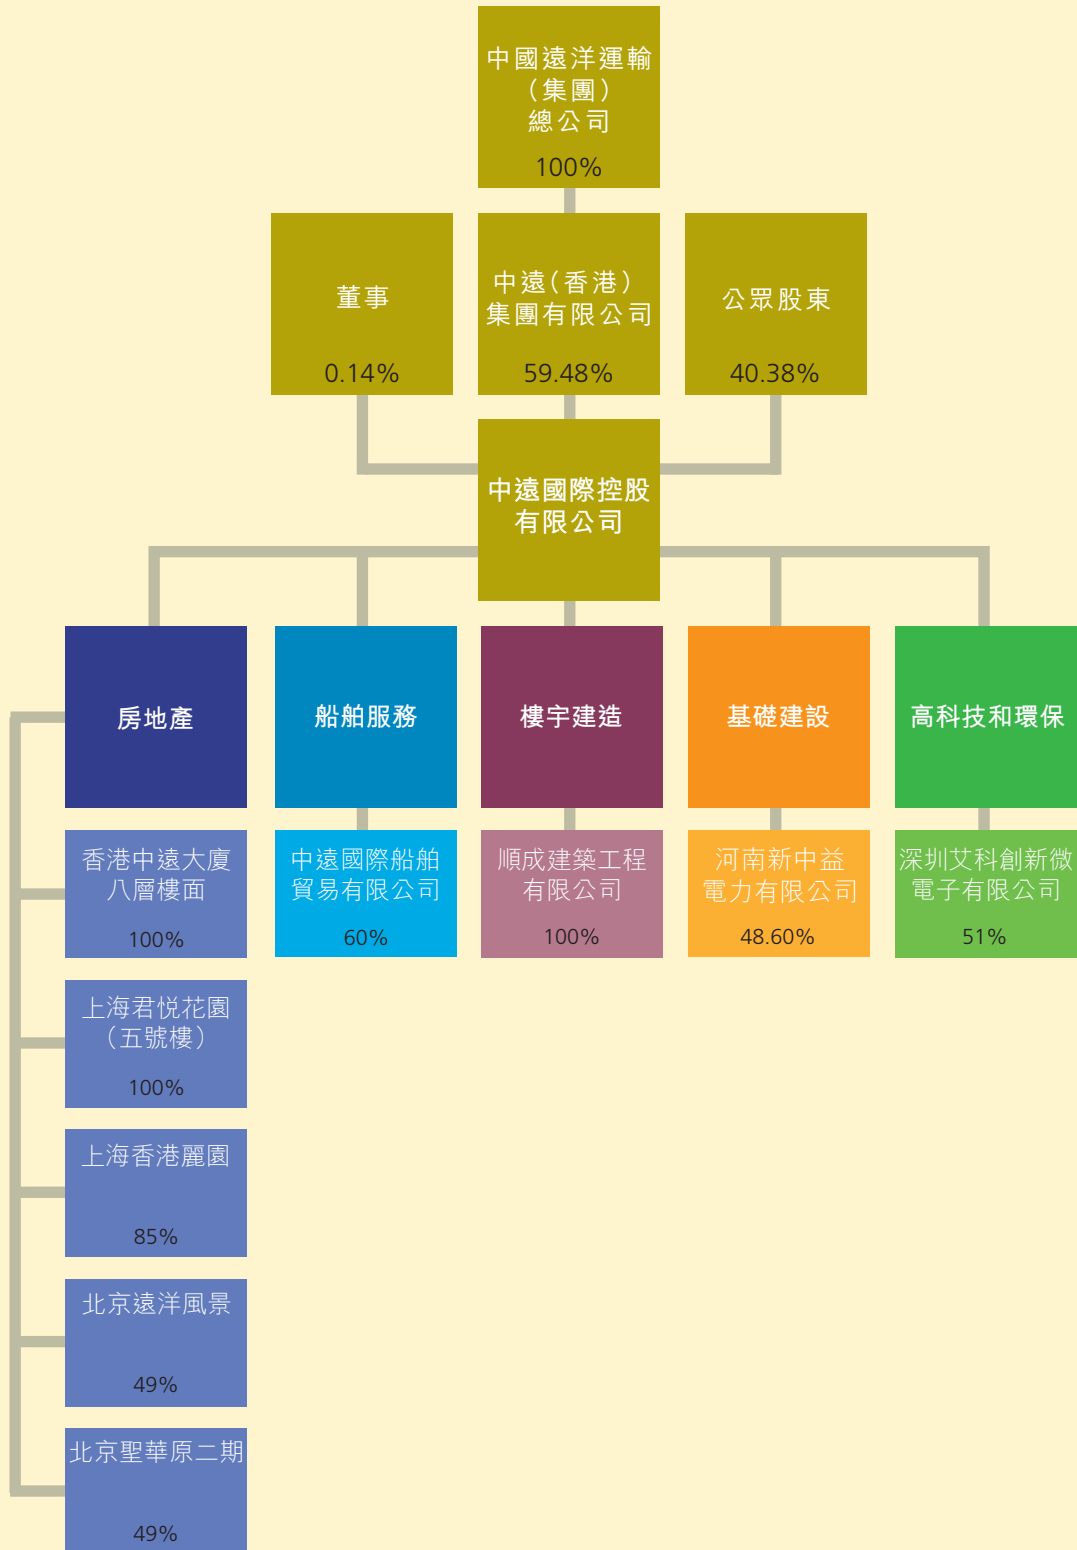 中國遠洋運輸
（集團）
總公司
100%
董事
0.14%
中遠（香港）
集團有限公司
59.48%
公眾股東
40.38%
中遠國際控股
有限公司
房地產
船舶服務
樓宇建造
基礎建設
高科技和環保
香港中遠大廈
八層樓面
100%
中遠國際船舶
貿易有限公司
60%
順成建築工程
有限公司
100%
河南新中益
電力有限公司
48.60%
深圳艾科創新微
電子有限公司
51%
上海君悦花園
（五號樓）
100%
上海香港麗園
85%
北京遠洋風景
49%
北京聖華原二期
49%